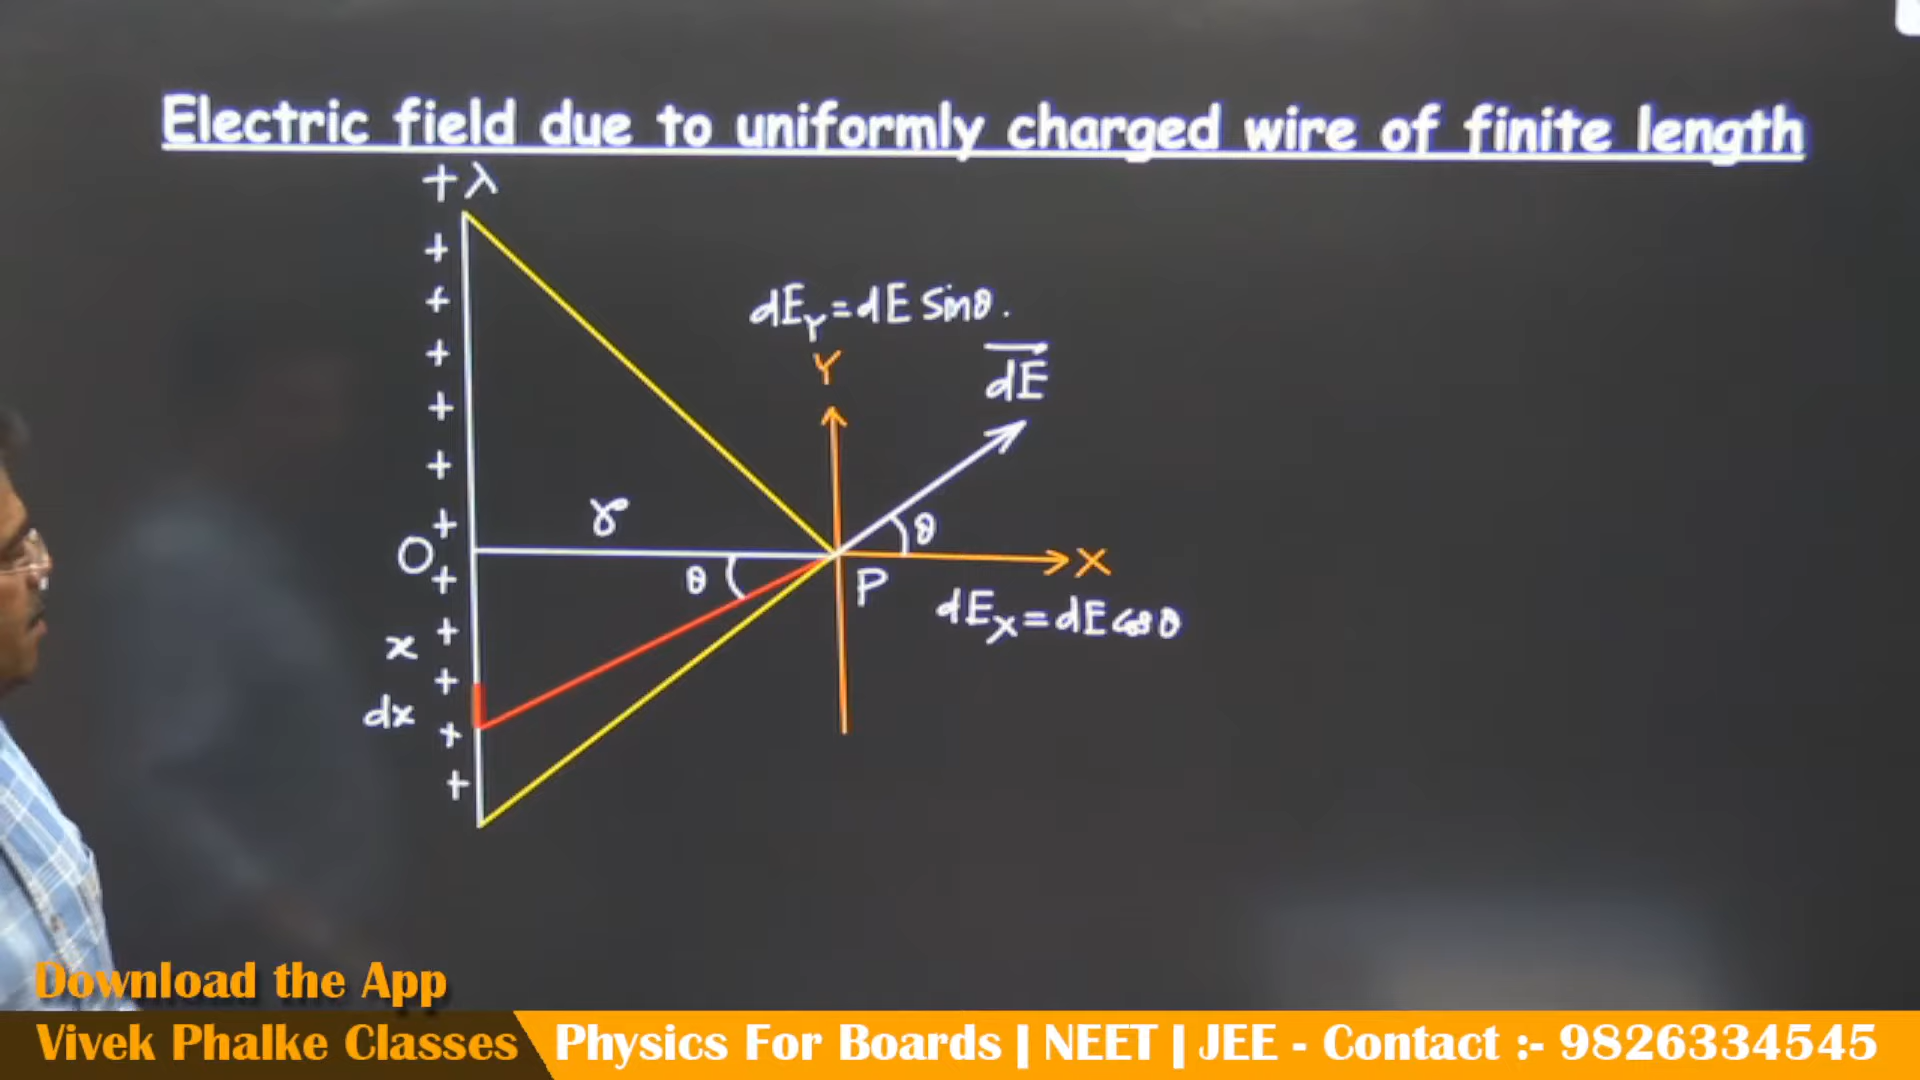 Electric field due to uniformly charged wire of finite length
+ λ
+
+
+
+
+
+
+
+
+
+
+
dE_Y = dE Sinθ.
Y
dE
r
θ
O
θ
X
P
dE_X = dE Cosθ
x
dx
Download the App
Vivek Phalke Classes
Physics For Boards | NEET | JEE - Contact :- 9826334545